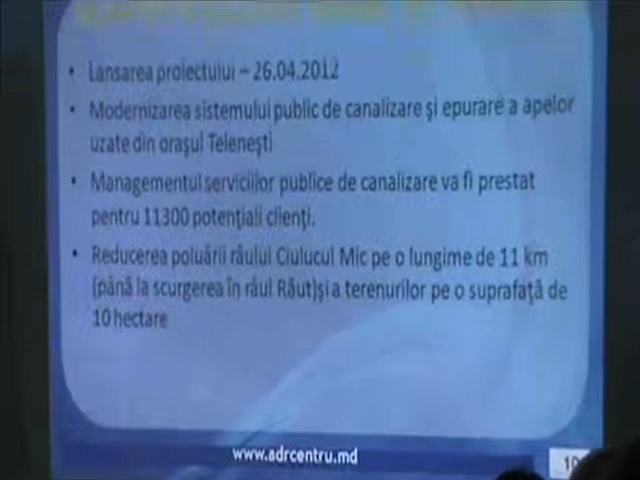 • Lansarea proiectului – 26.04.2012
• Modernizarea sistemului public de canalizare şi epurare a apelor
uzate din oraşul Teleneşti
• Managementul serviciilor publice de canalizare va fi prestat
pentru 11300 potenţiali clienţi.
• Reducerea poluării râului Ciulucul Mic pe o lungime de 11 km
(până la scurgerea în râul Răut)şi a terenurilor pe o suprafaţă de
10 hectare
www.adrcentru.md